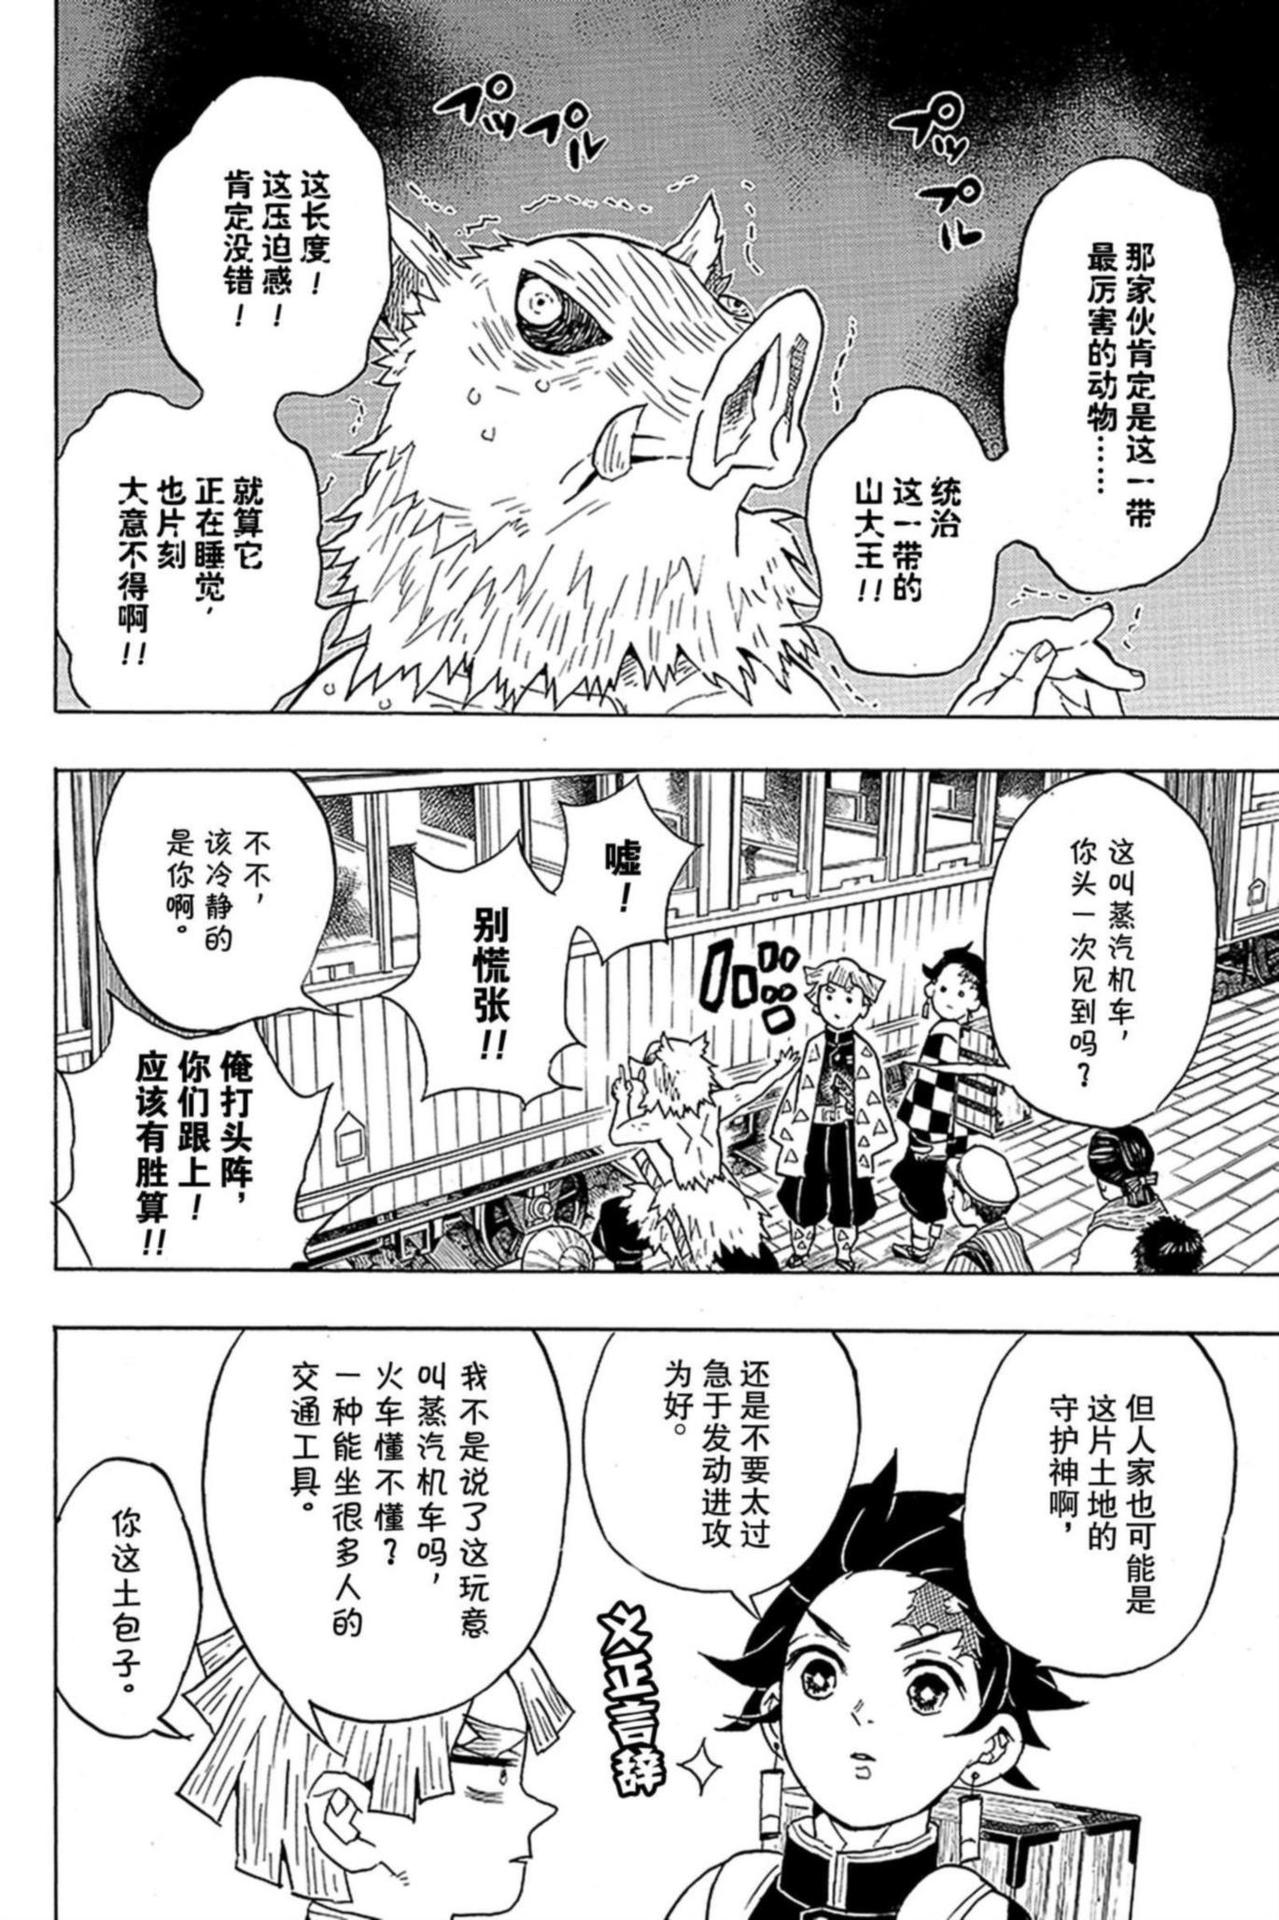 那家伙肯定是这一带
最厉害的动物……
统治
这一带的
山大王!!
プップル
プップル
这长度!
这压迫感!
肯定没错!
就算它
正在睡觉,
也片刻
大意不得啊!!
这叫蒸汽机车,
你头一次见到吗?
嘘!
别慌张!!
不不,
该冷静的
是你啊。
俺打头阵,
你们跟上!
应该有胜算!!
但人家也可能是
这片土地的
守护神啊,
还是不要太过
急于发动进攻
为好。
义正言辞
我不是说了这玩意
叫蒸汽机车吗,
火车懂不懂?
一种能坐很多人的
交通工具。
你这土包子。